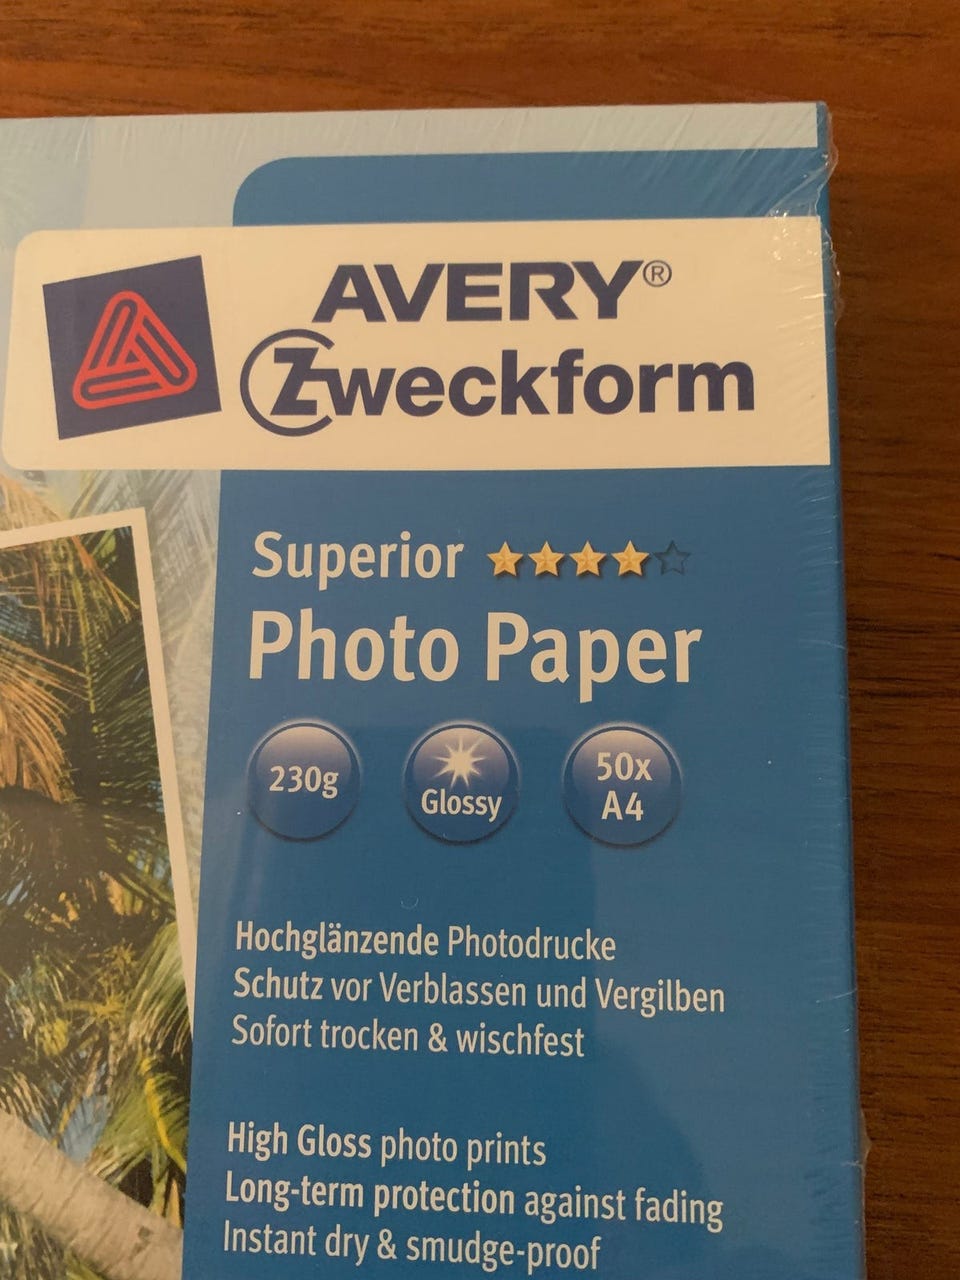 AVERY®
Zweckform
Superior
Photo Paper
230g
Glossy
50x
A4
Hochglänzende Photodrucke
Schutz vor Verblassen und Vergilben
Sofort trocken & wischfest
High Gloss photo prints
Long-term protection against fading
Instant dry & smudge-proof